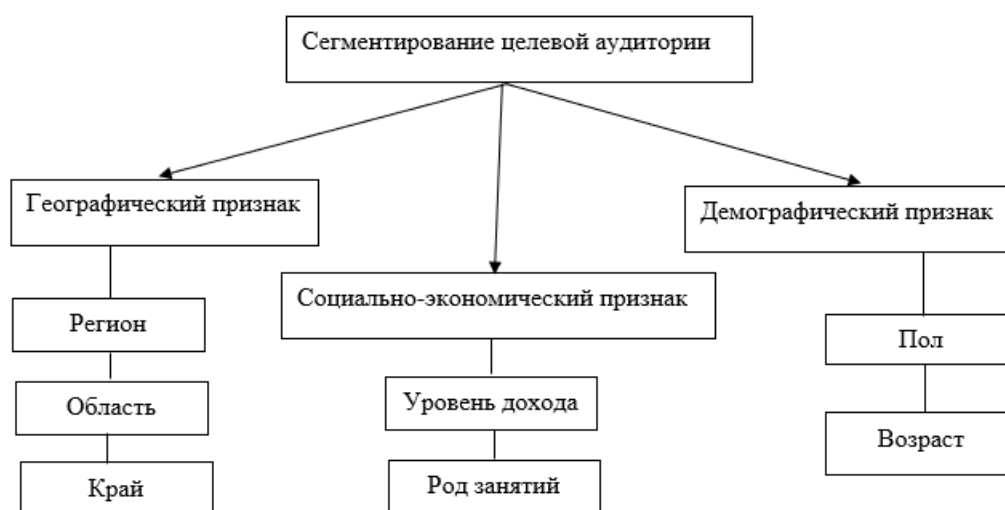 Сегментирование целевой аудитории
Географический признак
Регион
Область
Край
Социально-экономический признак
Уровень дохода
Род занятий
Демографический признак
Пол
Возраст